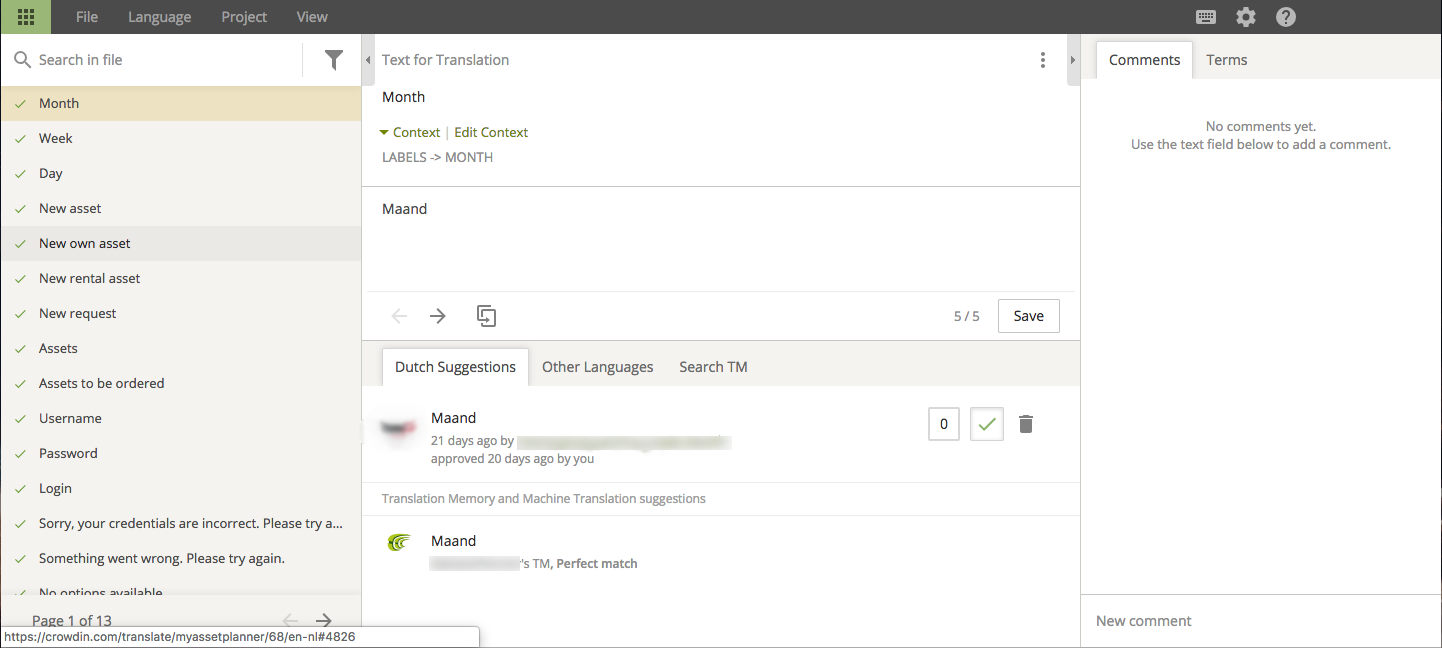 File Language Project View
Search in file
Month
Week
Day
New asset
New own asset
New rental asset
New request
Assets
Assets to be ordered
Username
Password
Login
Sorry, your credentials are incorrect. Please try a...
Something went wrong. Please try again.
No options available
Page 1 of 13
https://crowdin.com/translate/myassetplanner/68/en-nl#4826
Text for Translation
Month
Context | Edit Context
LABELS -> MONTH
Maand
5 / 5 Save
Dutch Suggestions Other Languages Search TM
Maand
0
21 days ago by
approved 20 days ago by you
Translation Memory and Machine Translation suggestions
Maand
's TM, Perfect match
Comments Terms
No comments yet.
Use the text field below to add a comment.
New comment